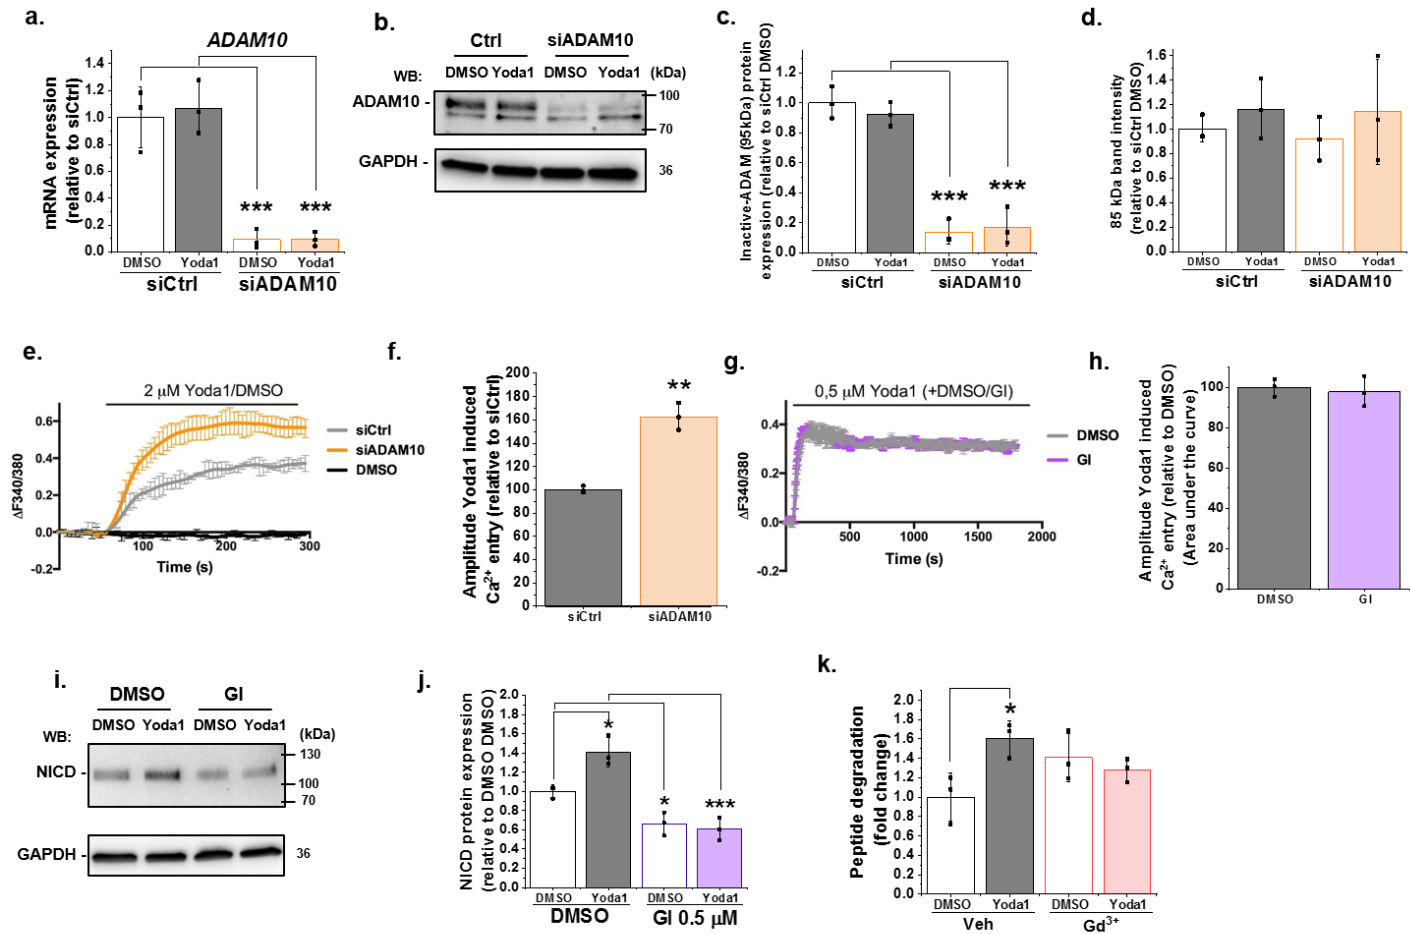 a.
ADAM10
mRNA expression
(relative to siCtrl)
1.4
1.2
1.0
0.8
0.6
0.4
0.2
0.0
***
***
DMSO Yoda1 DMSO Yoda1
siCtrl siADAM10
b.
Ctrl siADAM10
WB: DMSO Yoda1 DMSO Yoda1 (kDa)
ADAM10 -
100
70
GAPDH -
36
c.
Inactive-ADAM (95kDa) protein
expression (relative to siCtrl DMSO)
1.2
1.0
0.8
0.6
0.4
0.2
0.0
***
***
DMSO Yoda1 DMSO Yoda1
siCtrl siADAM10
d.
85 kDa band intensity
(relative to siCtrl DMSO)
1.6
1.4
1.2
1.0
0.8
0.6
0.4
0.2
0.0
DMSO Yoda1 DMSO Yoda1
siCtrl siADAM10
e.
2 μM Yoda1/DMSO
ΔF340/380
0.6
0.4
0.2
0.0
-0.2
100 200 300
Time (s)
siCtrl
siADAM10
DMSO
f.
Amplitude Yoda1 induced
Ca2+ entry (relative to siCtrl)
200
180
160
140
120
100
80
60
40
20
0
**
siCtrl siADAM10
g.
0,5 μM Yoda1 (+DMSO/GI)
ΔF340/380
0.4
0.2
0.0
-0.2
500 1000 1500 2000
Time (s)
DMSO
GI
h.
Amplitude Yoda1 induced
Ca2+ entry (relative to DMSO)
(Area under the curve)
100
80
60
40
20
0
DMSO GI
i.
DMSO GI
DMSO Yoda1 DMSO Yoda1
WB: (kDa)
NICD -
130
100
70
GAPDH -
36
j.
NICD protein expression
(relative to DMSO DMSO)
2.0
1.8
1.6
1.4
1.2
1.0
0.8
0.6
0.4
0.2
0.0
*
*
***
DMSO Yoda1 DMSO Yoda1
DMSO GI 0.5 μM
k.
Peptide degradation
(fold change)
2.0
1.8
1.6
1.4
1.2
1.0
0.8
0.6
0.4
0.2
0.0
*
DMSO Yoda1 DMSO Yoda1
Veh Gd3+